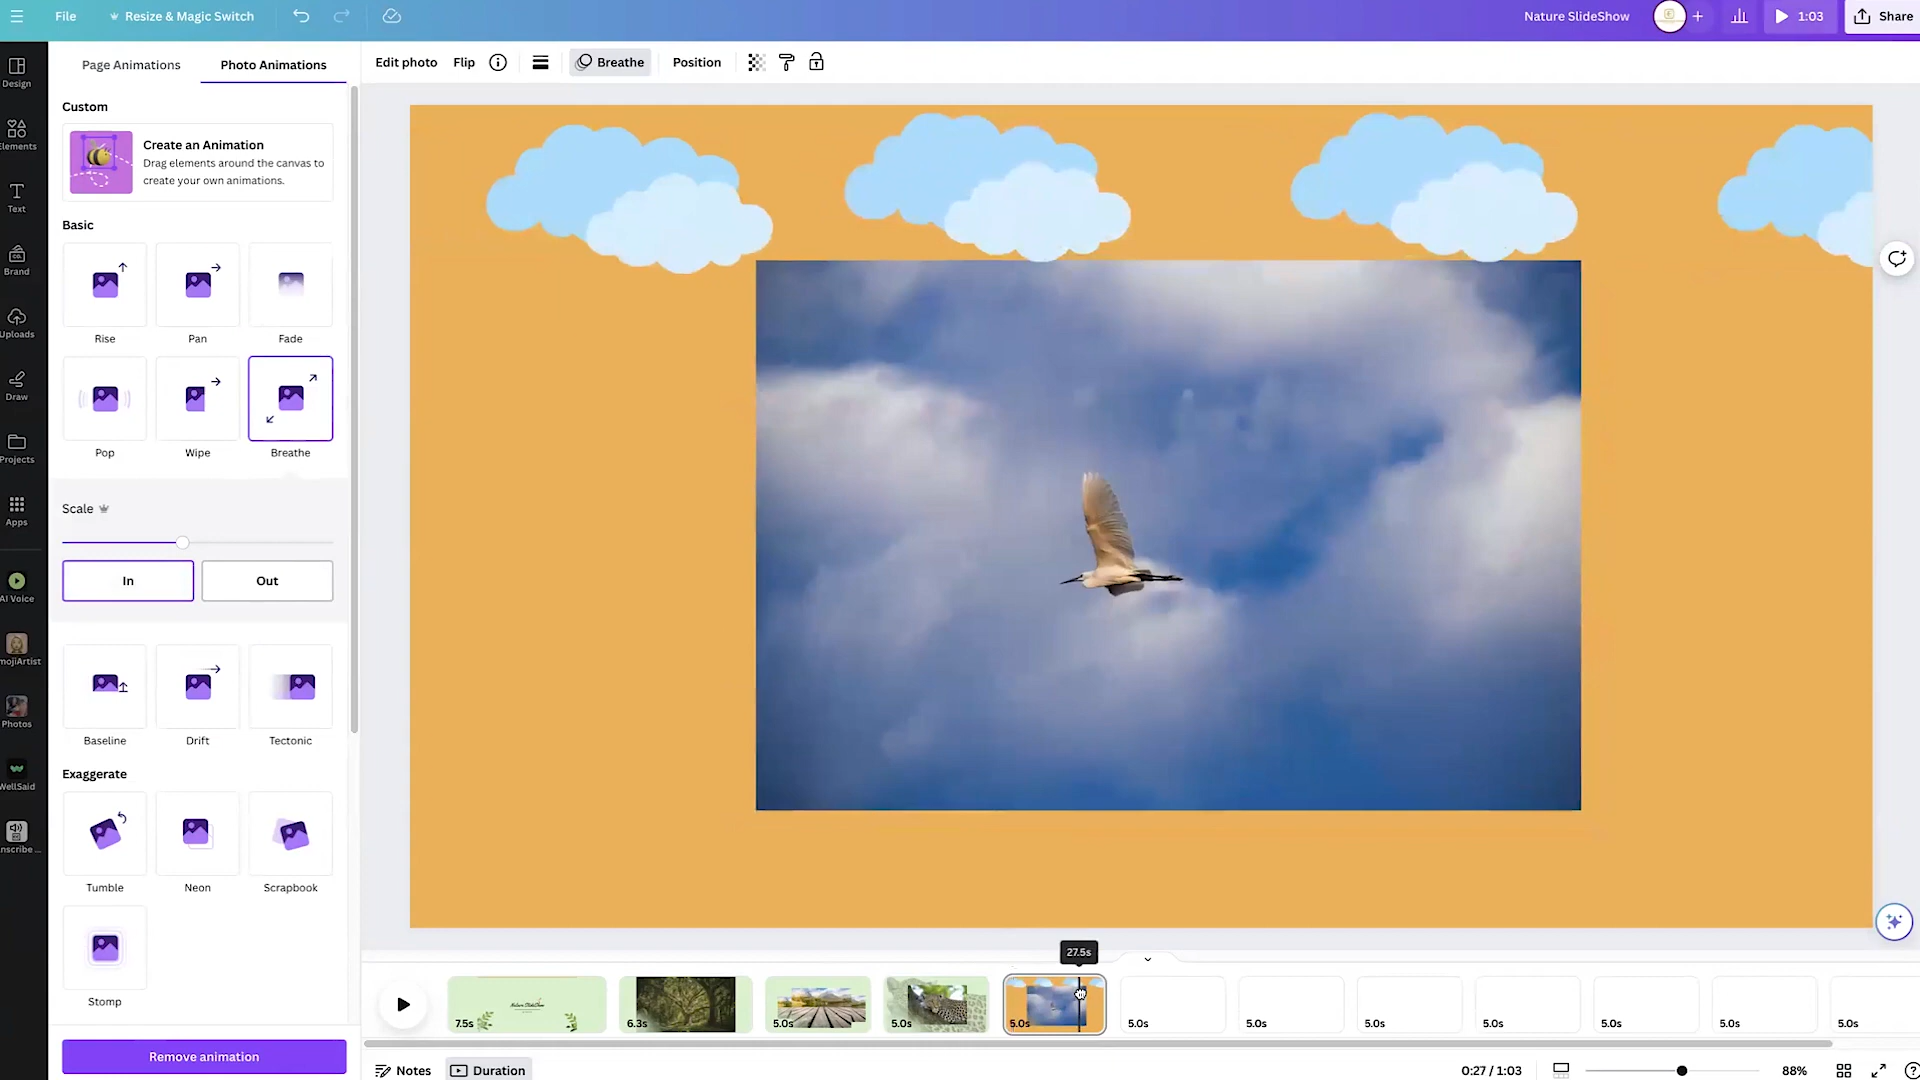 File
Resize & Magic Switch
Nature SlideShow
1:03
Share
Design
Elements
Text
Brand
Uploads
Draw
Projects
Apps
AI Voice
mojiArtist
Photos
WellSaid
nscribe ...
Page Animations
Photo Animations
Custom
Create an Animation
Drag elements around the canvas to
create your own animations.
Basic
Rise
Pan
Fade
Pop
Wipe
Breathe
Scale
In
Out
Baseline
Drift
Tectonic
Exaggerate
Tumble
Neon
Scrapbook
Stomp
Remove animation
Edit photo
Flip
Breathe
Position
27.5s
Nature SlideShow
7.5s
6.3s
5.0s
5.0s
5.0s
5.0s
5.0s
5.0s
5.0s
5.0s
5.0s
5.0s
Notes
Duration
0:27 / 1:03
88%